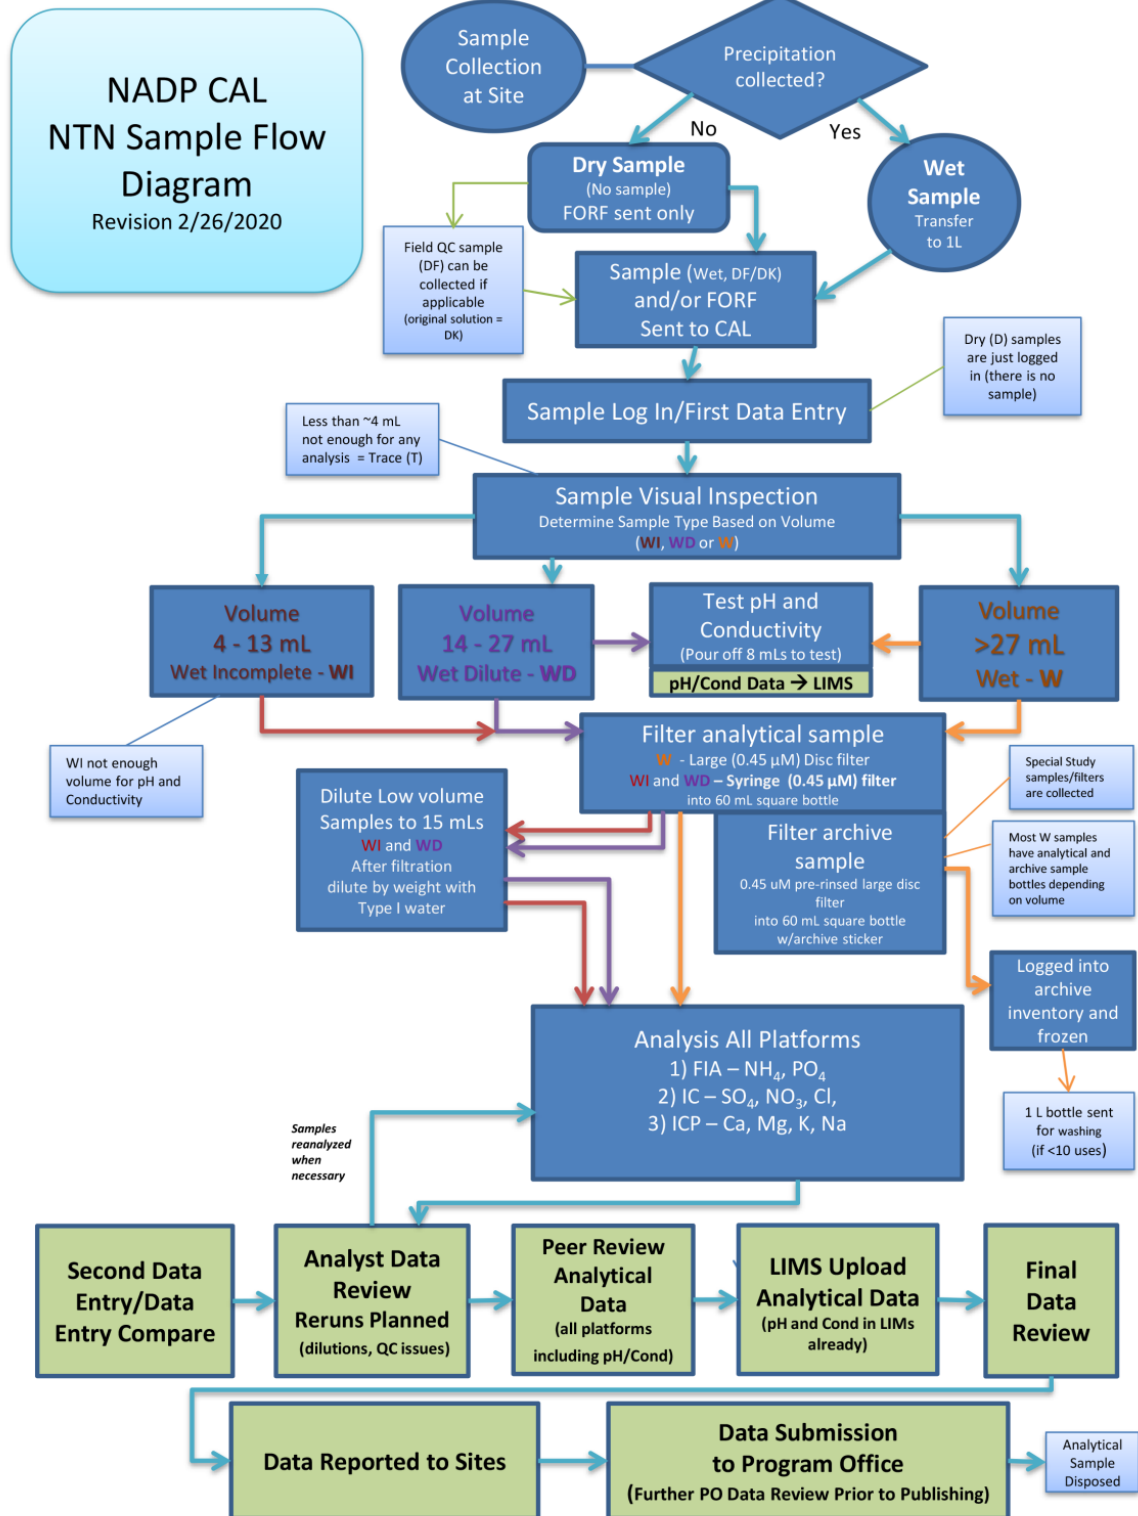 NADP CAL
NTN Sample Flow
Diagram
Revision 2/26/2020
Sample
Collection
at Site
Precipitation
collected?
No
Yes
Dry Sample
(No sample)
FORF sent only
Wet
Sample
Transfer
to 1L
Field QC sample
(DF) can be
collected if
applicable
(original solution =
DK)
Sample (Wet, DF/DK)
and/or FORF
Sent to CAL
Dry (D) samples
are just logged
in (there is no
sample)
Sample Log In/First Data Entry
Less than ~4 mL
not enough for any
analysis = Trace (T)
Sample Visual Inspection
Determine Sample Type Based on Volume
(WI, WD or W)
Volume
4 - 13 mL
Wet Incomplete - WI
Volume
14 - 27 mL
Wet Dilute - WD
Test pH and
Conductivity
(Pour off 8 mLs to test)
pH/Cond Data → LIMS
Volume
>27 mL
Wet - W
WI not enough
volume for pH and
Conductivity
Filter analytical sample
W - Large (0.45 µM) Disc filter
WI and WD – Syringe (0.45 µM) filter
into 60 mL square bottle
Special Study
samples/filters
are collected
Dilute Low volume
Samples to 15 mLs
WI and WD
After filtration
dilute by weight with
Type I water
Filter archive
sample
0.45 uM pre-rinsed large disc
filter
into 60 mL square bottle
w/archive sticker
Most W samples
have analytical and
archive sample
bottles depending
on volume
Logged into
archive
inventory and
frozen
Analysis All Platforms
1) FIA – NH₄, PO₄
2) IC – SO₄, NO₃, Cl,
3) ICP – Ca, Mg, K, Na
1 L bottle sent
for washing
(if <10 uses)
Samples
reanalyzed
when
necessary
Second Data
Entry/Data
Entry Compare
Analyst Data
Review
Reruns Planned
(dilutions, QC issues)
Peer Review
Analytical
Data
(all platforms
including pH/Cond)
LIMS Upload
Analytical Data
(pH and Cond in LIMs
already)
Final
Data
Review
Data Reported to Sites
Data Submission
to Program Office
(Further PO Data Review Prior to Publishing)
Analytical
Sample
Disposed